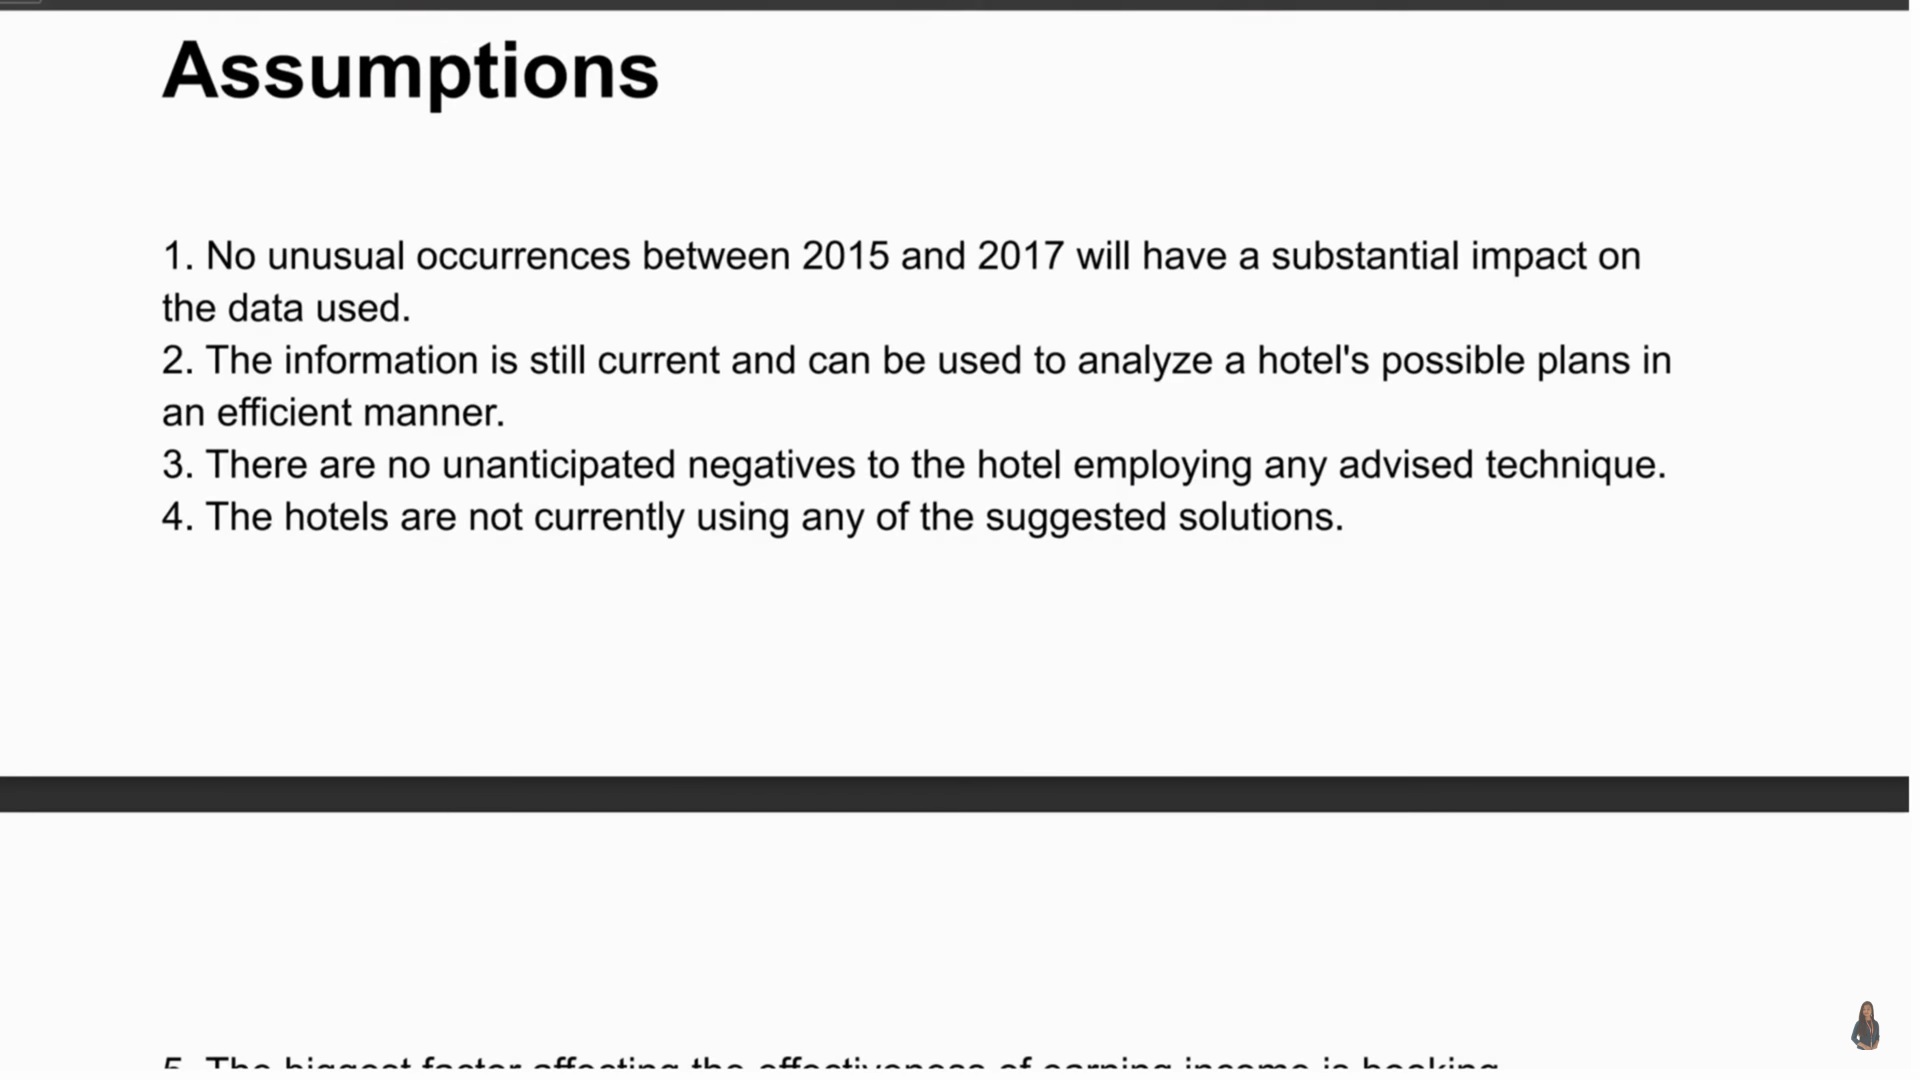 Assumptions
1. No unusual occurrences between 2015 and 2017 will have a substantial impact on
the data used.
2. The information is still current and can be used to analyze a hotel's possible plans in
an efficient manner.
3. There are no unanticipated negatives to the hotel employing any advised technique.
4. The hotels are not currently using any of the suggested solutions.
5. The biggest factor affecting the effectiveness of earning income is booking